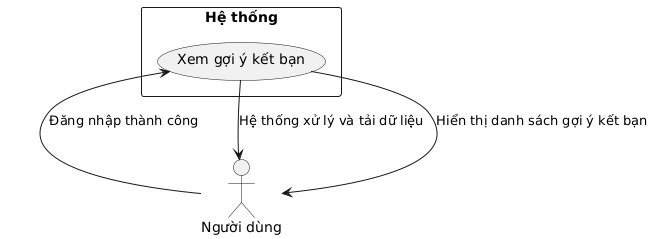 Hệ thống
Xem gợi ý kết bạn
Đăng nhập thành công
Hệ thống xử lý và tải dữ liệu
Hiển thị danh sách gợi ý kết bạn
Người dùng